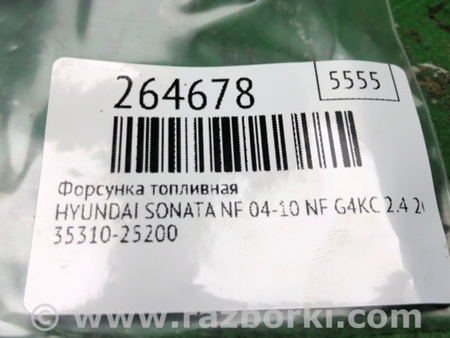 264678
5555
Форсунка топливная
HYUNDAI SONATA NF 04-10 NF G4KC 2.4
35310-25200
© www.razborki.com